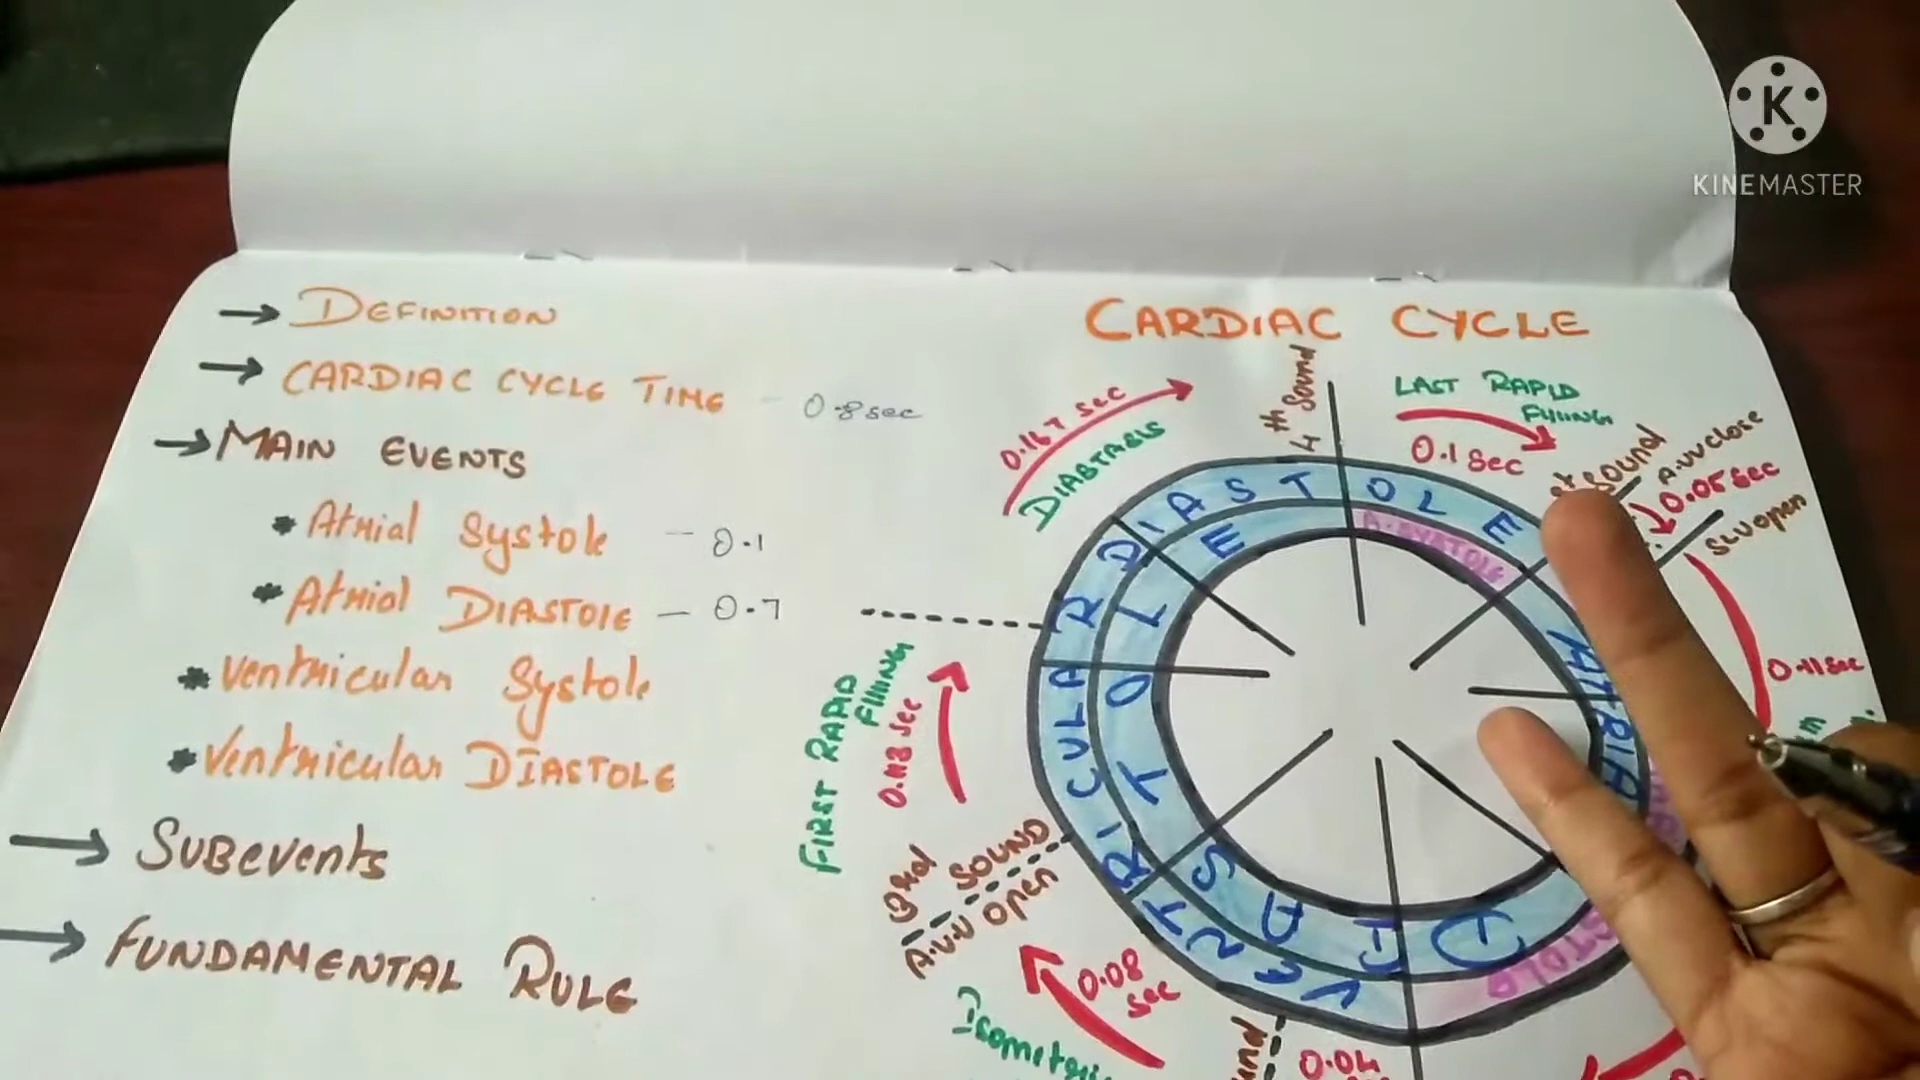 K
KINEMASTER
→ DEFINITION
→ CARDIAC CYCLE TIME - 0.8 sec
→ MAIN EVENTS
* Atrial Systole - 0.1
* Atrial DIASTOLE - 0.7
* Ventricular Systole
* Ventricular DIASTOLE
→ SUBevents
→ FUNDAMENTAL RULE
CARDIAC CYCLE
4th Sound
LAST RAPID
FILLING
0.1 Sec
0.167 sec
SOUND
A.V.V close
0.05 sec
SLV open
0.11 sec
FIRST RAPID
FILLING
0.113 sec
3rd SOUND
A.V.V open
0.08
sec
0.04
VENTRICULAR DIASTOLE
A. SYSTOLE
ATRIAL
DIASTOLE